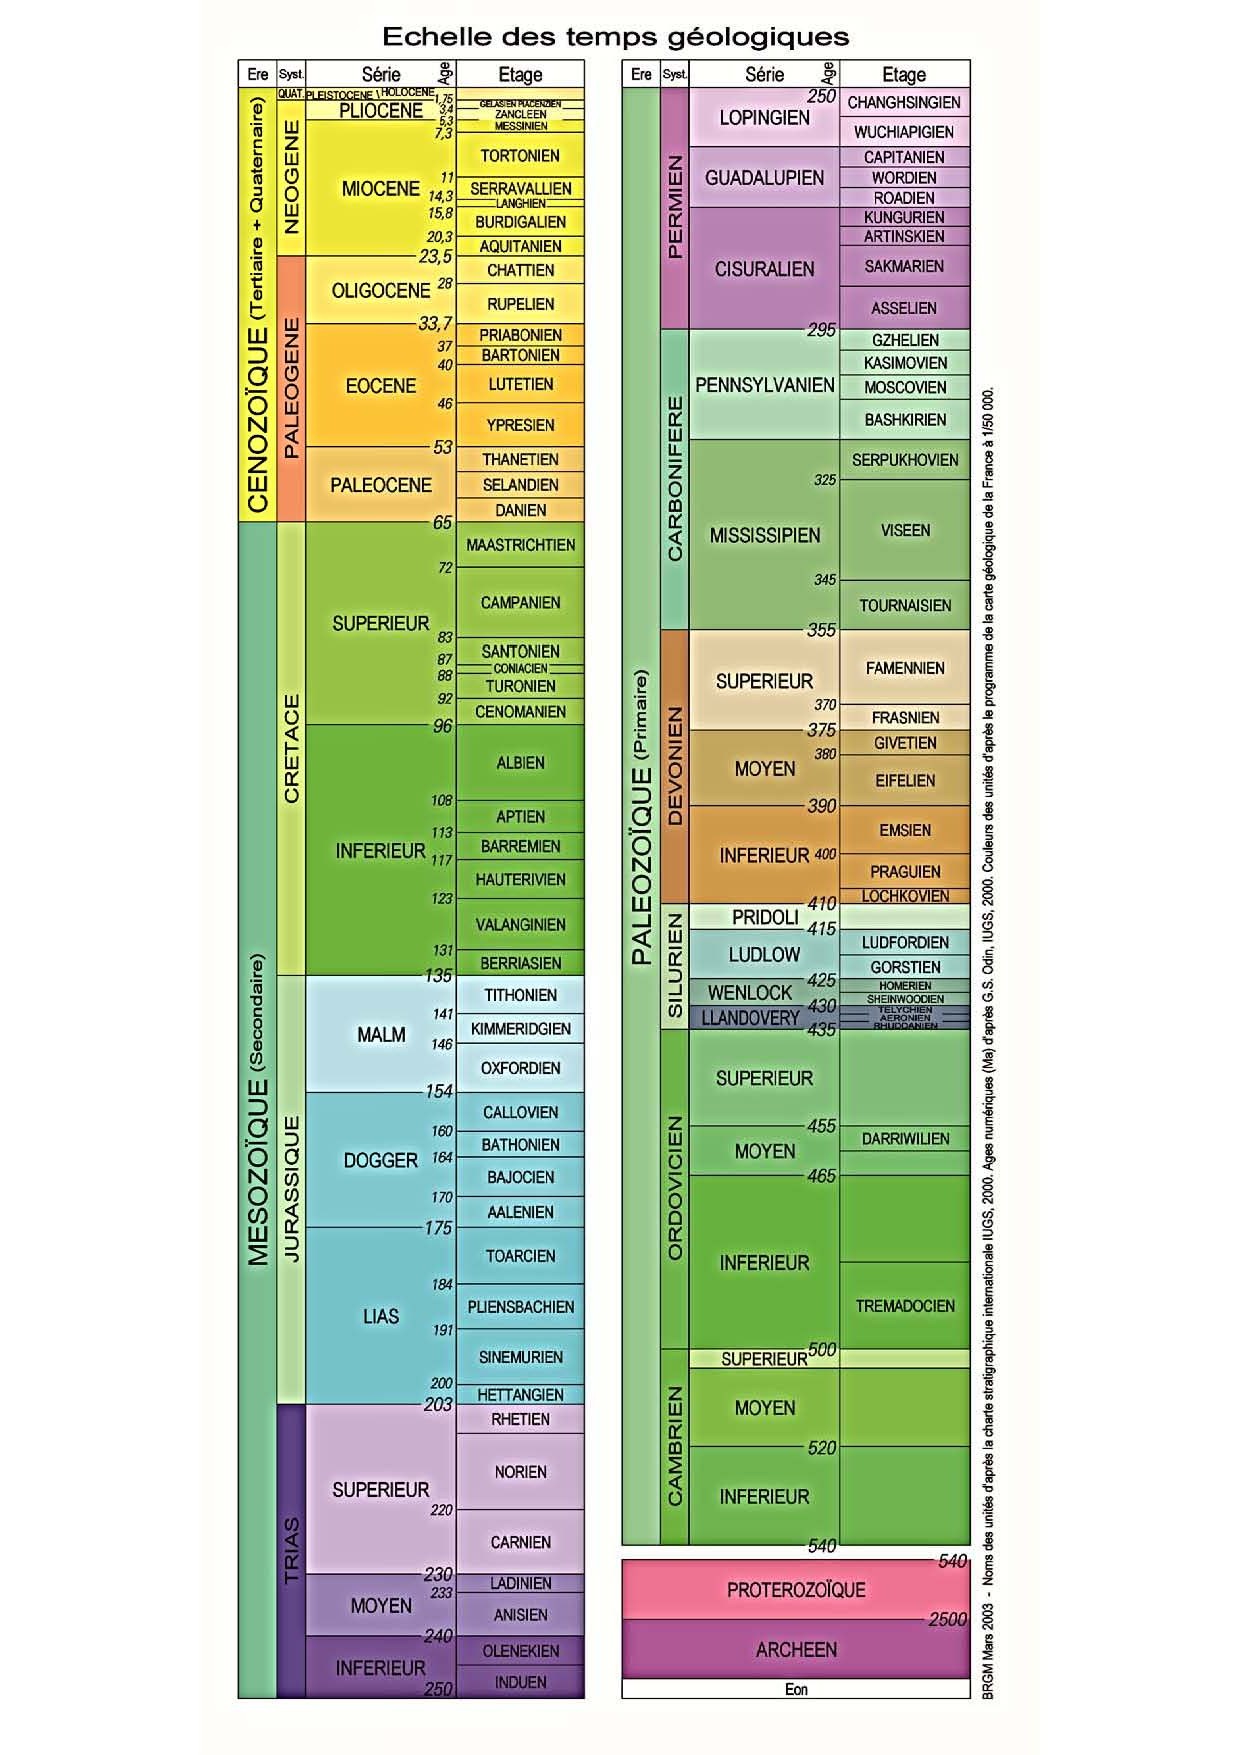 Echelle des temps géologiques
Ere Syst. Série Age Etage
CENOZOÏQUE (Tertiaire + Quaternaire)
QUAT. PLEISTOCENE \ HOLOCENE 1,75
NEOGENE
PLIOCENE 3,4 GELASIEN PIACENZIEN
5,3 ZANCLEEN
7,3 MESSINIEN
MIOCENE
TORTONIEN
11
SERRAVALLIEN
14,3 LANGHIEN
15,8
BURDIGALIEN
20,3
AQUITANIEN
23,5
PALEOGENE
OLIGOCENE
CHATTIEN
28
RUPELIEN
33,7
EOCENE
PRIABONIEN
37
BARTONIEN
40
LUTETIEN
46
YPRESIEN
53
PALEOCENE
THANETIEN
SELANDIEN
DANIEN
65
MESOZOÏQUE (Secondaire)
CRETACE
SUPERIEUR
MAASTRICHTIEN
72
CAMPANIEN
83
SANTONIEN
87
CONIACIEN
88
TURONIEN
92
CENOMANIEN
96
INFERIEUR
ALBIEN
108
APTIEN
113
BARREMIEN
117
HAUTERIVIEN
123
VALANGINIEN
131
BERRIASIEN
135
JURASSIQUE
MALM
TITHONIEN
141
KIMMERIDGIEN
146
OXFORDIEN
154
DOGGER
CALLOVIEN
160
BATHONIEN
164
BAJOCIEN
170
AALENIEN
175
LIAS
TOARCIEN
184
PLIENSBACHIEN
191
SINEMURIEN
200
HETTANGIEN
203
TRIAS
SUPERIEUR
RHETIEN
NORIEN
220
CARNIEN
230
MOYEN
LADINIEN
233
ANISIEN
240
INFERIEUR
OLENEKIEN
INDUEN
250
Ere Syst. Série Age Etage
PALEOZOÏQUE (Primaire)
250
PERMIEN
LOPINGIEN
CHANGHSINGIEN
WUCHIAPIGIEN
GUADALUPIEN
CAPITANIEN
WORDIEN
ROADIEN
CISURALIEN
KUNGURIEN
ARTINSKIEN
SAKMARIEN
ASSELIEN
295
CARBONIFERE
PENNSYLVANIEN
GZHELIEN
KASIMOVIEN
MOSCOVIEN
BASHKIRIEN
MISSISSIPIEN
SERPUKHOVIEN
325
VISEEN
345
TOURNAISIEN
355
DEVONIEN
SUPERIEUR
FAMENNIEN
370
FRASNIEN
375
MOYEN
GIVETIEN
380
EIFELIEN
390
INFERIEUR
EMSIEN
400
PRAGUIEN
LOCHKOVIEN
410
SILURIEN
PRIDOLI
415
LUDLOW
LUDFORDIEN
GORSTIEN
425
WENLOCK
HOMERIEN
SHEINWOODIEN
430
LLANDOVERY
TELYCHIEN
AERONIEN
RHUDDANIEN
435
ORDOVICIEN
SUPERIEUR
455
MOYEN
DARRIWILIEN
465
INFERIEUR
TREMADOCIEN
500
CAMBRIEN
SUPERIEUR
MOYEN
520
INFERIEUR
540
540
PROTEROZOÏQUE
2500
ARCHEEN
Eon
BRGM Mars 2003 - Noms des unités d'après la charte stratigraphique internationale IUGS, 2000. Ages numériques (Ma) d'après G.S. Odin, IUGS, 2000. Couleurs des unités d'après le programme de la carte géologique de la France à 1/50 000.